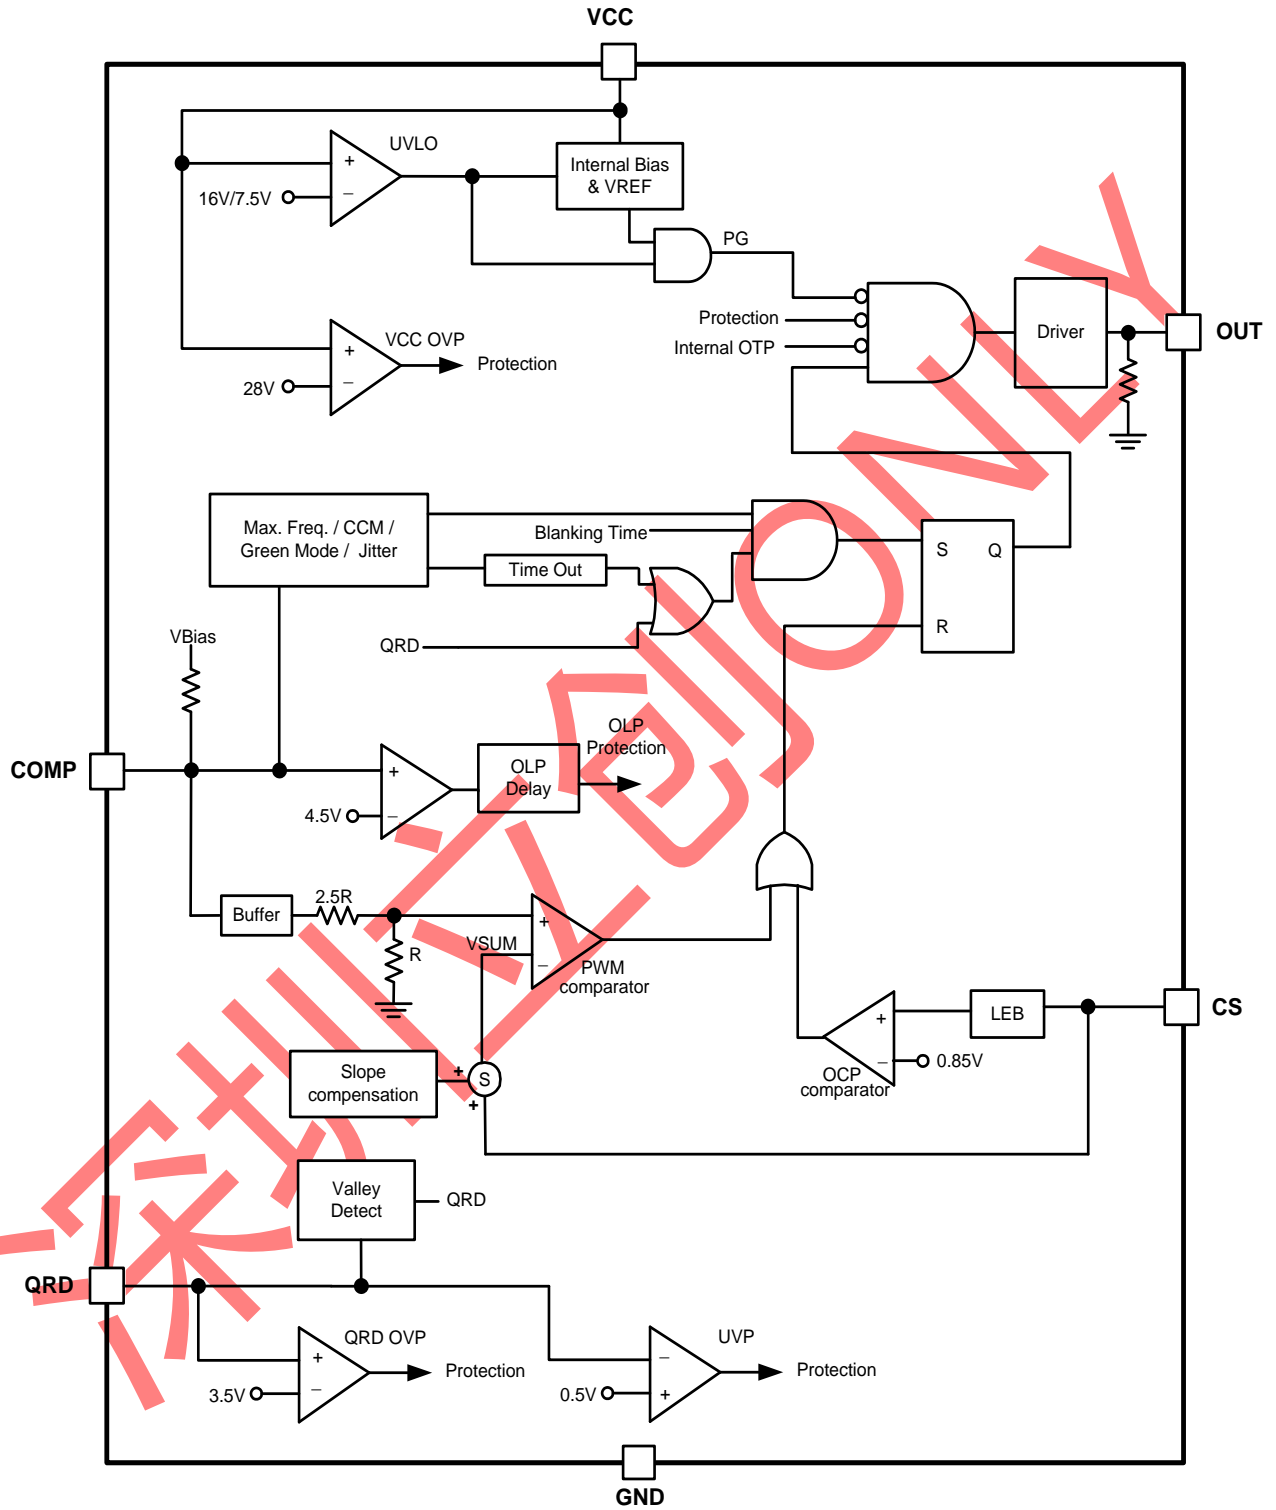 VCC
UVLO
+
−
16V/7.5V
Internal Bias
& VREF
PG
VCC OVP
+
−
28V
Protection
Protection
Internal OTP
Driver
OUT
Max. Freq. / CCM /
Green Mode / Jitter
Blanking Time
Time Out
QRD
S Q
R
VBias
COMP
+
−
4.5V
OLP
Delay
OLP
Protection
Buffer
2.5R
R
VSUM
+
−
PWM
comparator
LEB
CS
+
−
0.85V
OCP
comparator
Slope
compensation
+
+
S
Valley
Detect
QRD
QRD
QRD OVP
+
−
3.5V
Protection
UVP
−
+
0.5V
Protection
GND
ONLY